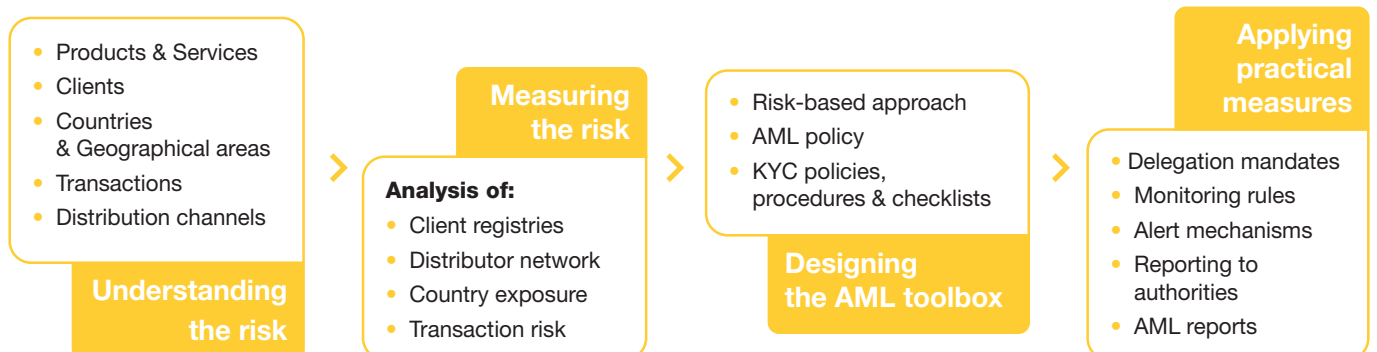 • Products & Services
• Clients
• Countries
& Geographical areas
• Transactions
• Distribution channels
Understanding
the risk
Measuring
the risk
Analysis of:
• Client registries
• Distributor network
• Country exposure
• Transaction risk
• Risk-based approach
• AML policy
• KYC policies,
procedures & checklists
Designing
the AML toolbox
Applying
practical
measures
• Delegation mandates
• Monitoring rules
• Alert mechanisms
• Reporting to
authorities
• AML reports